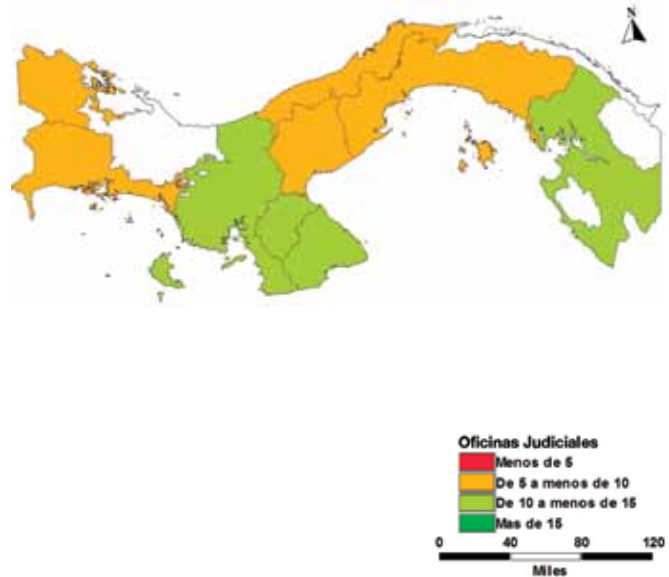 N
Oficinas Judiciales
Menos de 5
De 5 a menos de 10
De 10 a menos de 15
Mas de 15
0 40 80 120
Miles